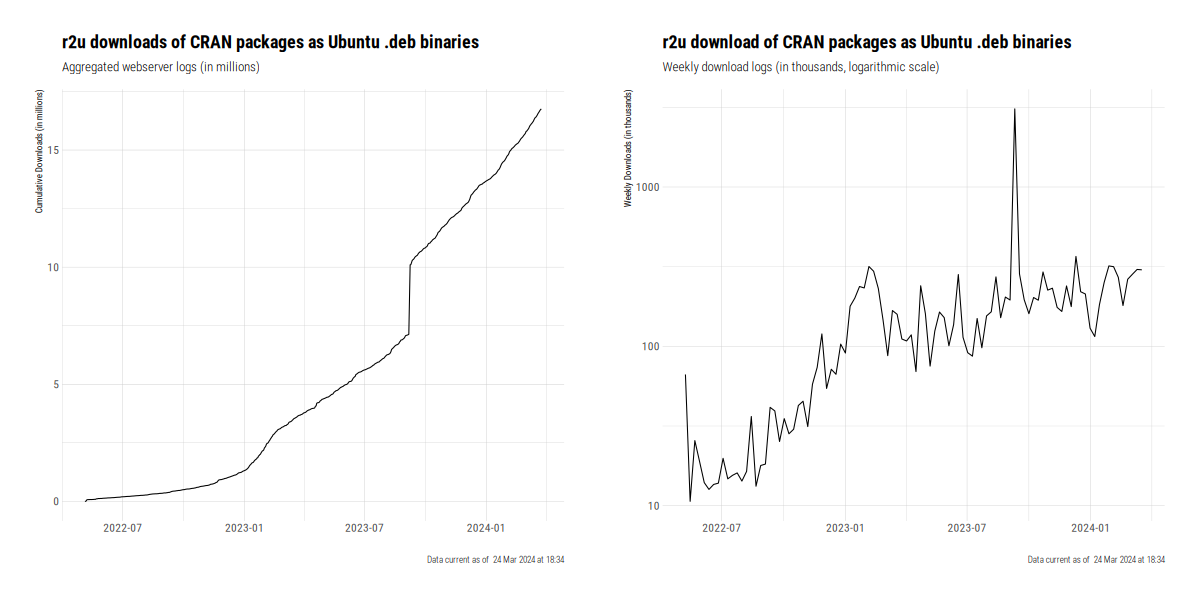 r2u downloads of CRAN packages as Ubuntu .deb binaries
Aggregated webserver logs (in millions)
Cumulative Downloads (in millions)
15
10
5
0
2022-07 2023-01 2023-07 2024-01
Data current as of 24 Mar 2024 at 18:34
r2u download of CRAN packages as Ubuntu .deb binaries
Weekly download logs (in thousands, logarithmic scale)
Weekly Downloads (in thousands)
1000
100
10
2022-07 2023-01 2023-07 2024-01
Data current as of 24 Mar 2024 at 18:34